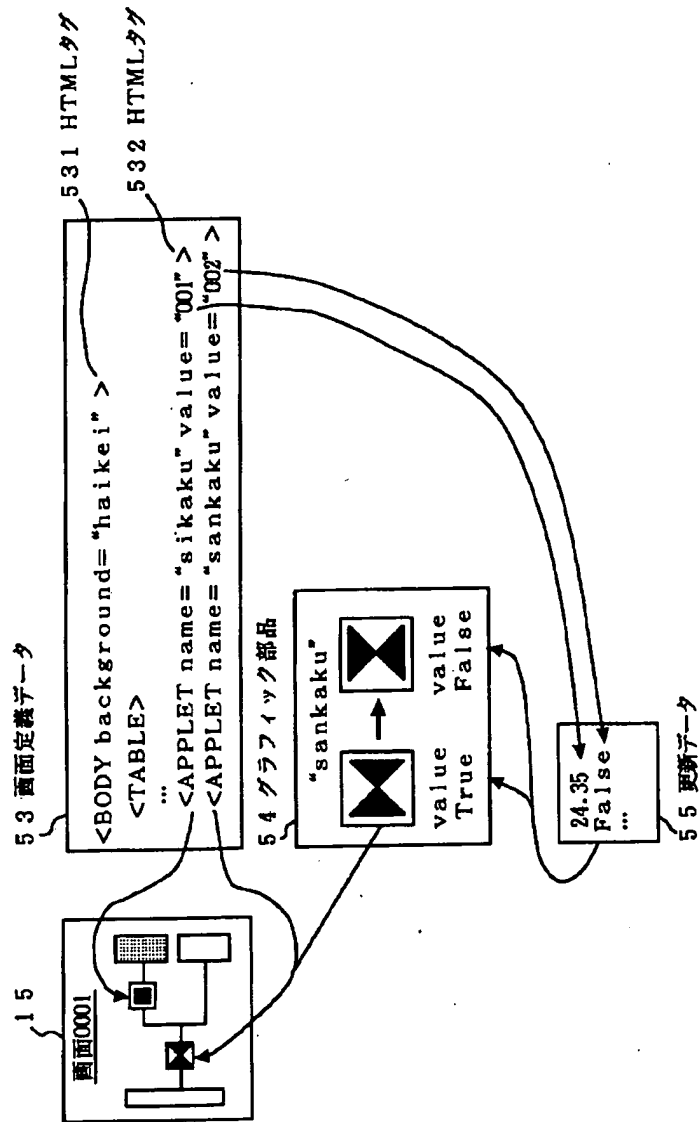 53 画面定義データ
<BODY background="haikei" >
<TABLE>
...
<APPLET name="sikaku" value="001" >
<APPLET name="sankaku" value="002" >
531 HTMLタグ
532 HTMLタグ
15
画面0001
54 グラフィック部品
"sankaku"
value
True
value
False
24.35
False
...
55 更新データ